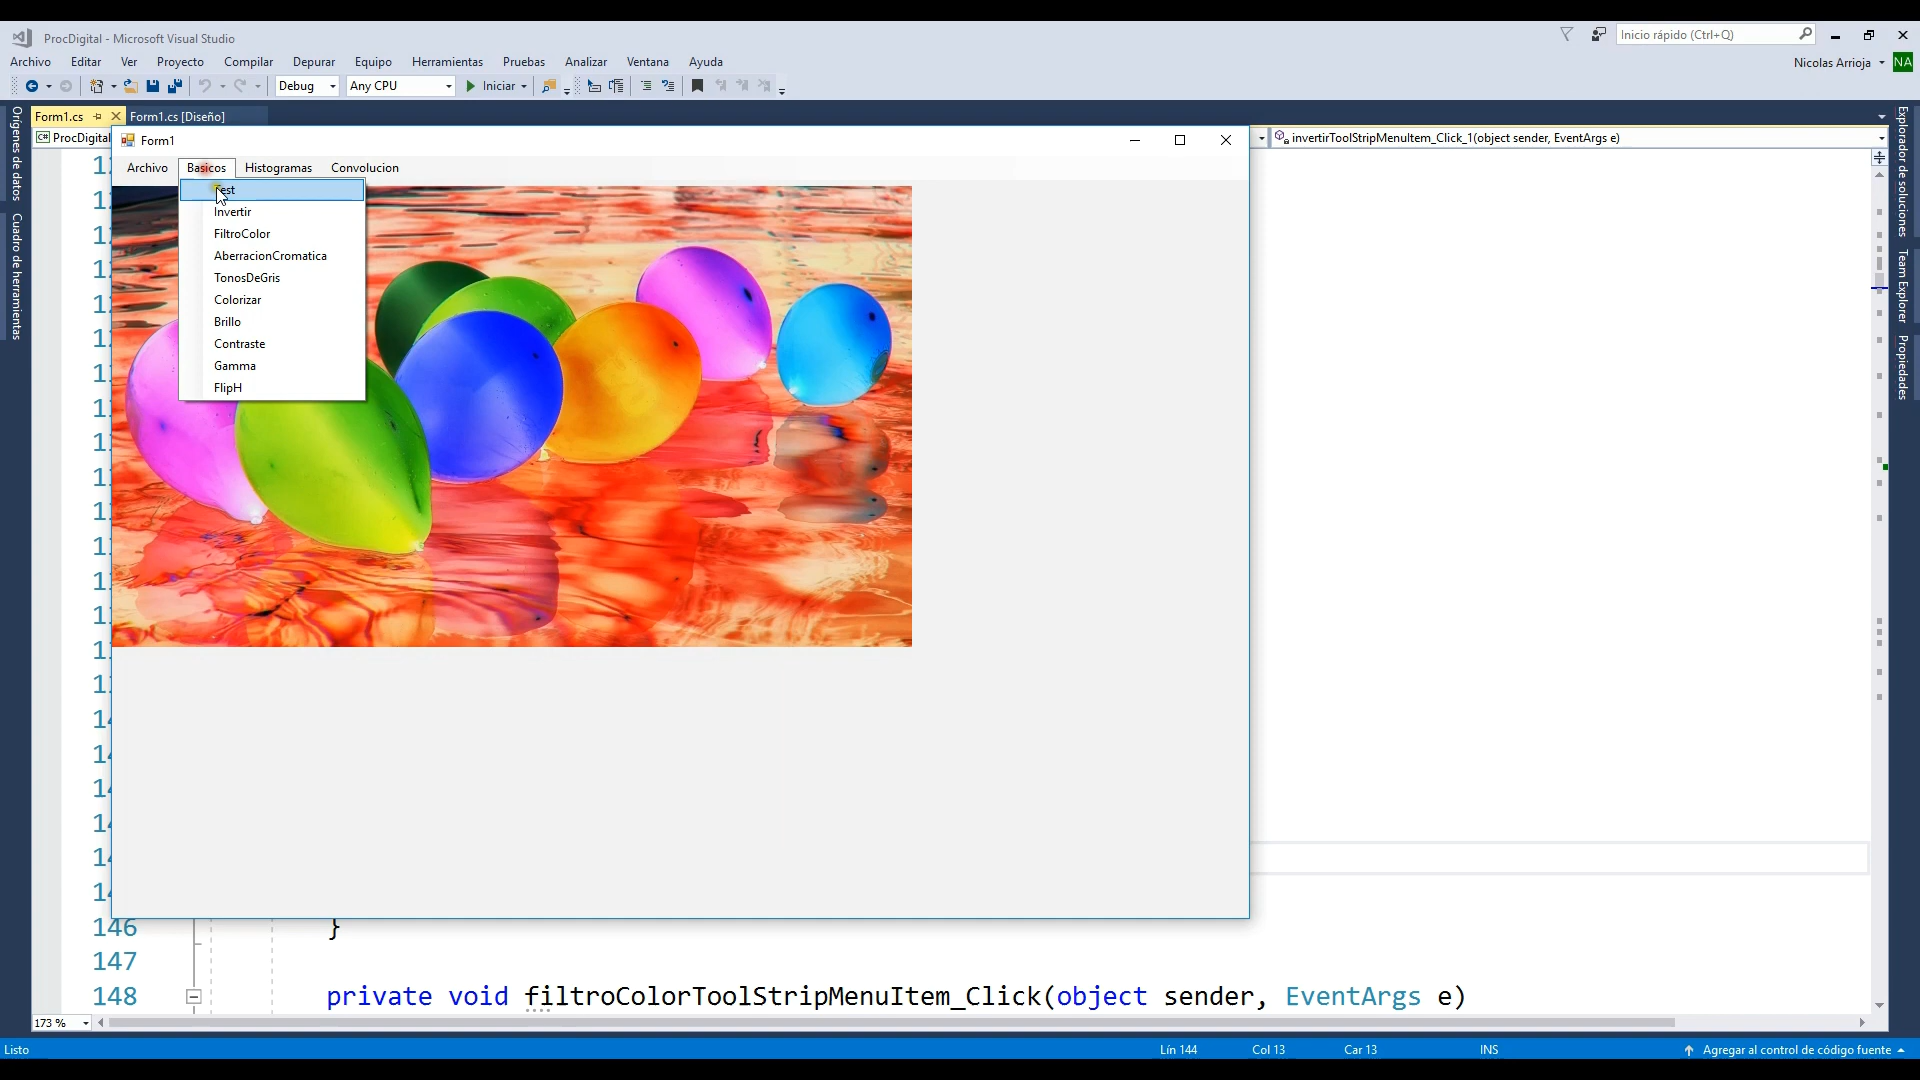 ProcDigital - Microsoft Visual Studio
Inicio rápido (Ctrl+Q)
Archivo Editar Ver Proyecto Compilar Depurar Equipo Herramientas Pruebas Analizar Ventana Ayuda
Nicolas Arrioja NA
Debug Any CPU Iniciar
Form1.cs Form1.cs [Diseño]
ProcDigital
invertirToolStripMenuItem_Click_1(object sender, EventArgs e)
Orígenes de datos
Cuadro de herramientas
Explorador de soluciones
Team Explorer
Propiedades
Form1
Archivo Basicos Histogramas Convolucion
Invertir
FiltroColor
AberracionCromatica
TonosDeGris
Colorizar
Brillo
Contraste
Gamma
FlipH
146 }
147
148 private void filtroColorToolStripMenuItem_Click(object sender, EventArgs e)
173 %
Listo Lín 144 Col 13 Car 13 INS Agregar al control de código fuente